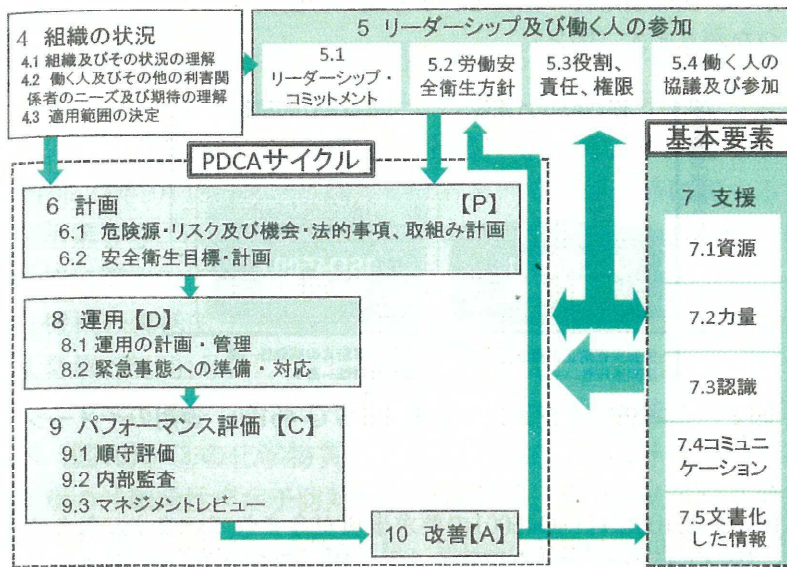 4 組織の状況
4.1 組織及びその状況の理解
4.2 働く人及びその他の利害関
係者のニーズ及び期待の理解
4.3 適用範囲の決定
5 リーダーシップ及び働く人の参加
5.1
リーダーシップ・
コミットメント
5.2 労働安
全衛生方針
5.3役割、
責任、権限
5.4 働く人の
協議及び参加
PDCAサイクル
6 計画 【P】
6.1 危険源・リスク及び機会・法的事項、取組み計画
6.2 安全衛生目標・計画
8 運用【D】
8.1 運用の計画・管理
8.2 緊急事態への準備・対応
9 パフォーマンス評価【C】
9.1 順守評価
9.2 内部監査
9.3 マネジメントレビュー
10 改善【A】
基本要素
7 支援
7.1資源
7.2力量
7.3認識
7.4コミュニ
ケーション
7.5文書化
した情報